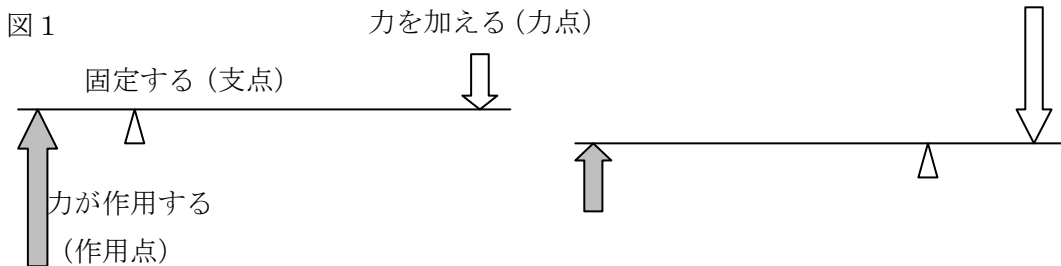 図1
力を加える(力点)
固定する(支点)
力が作用する
(作用点)